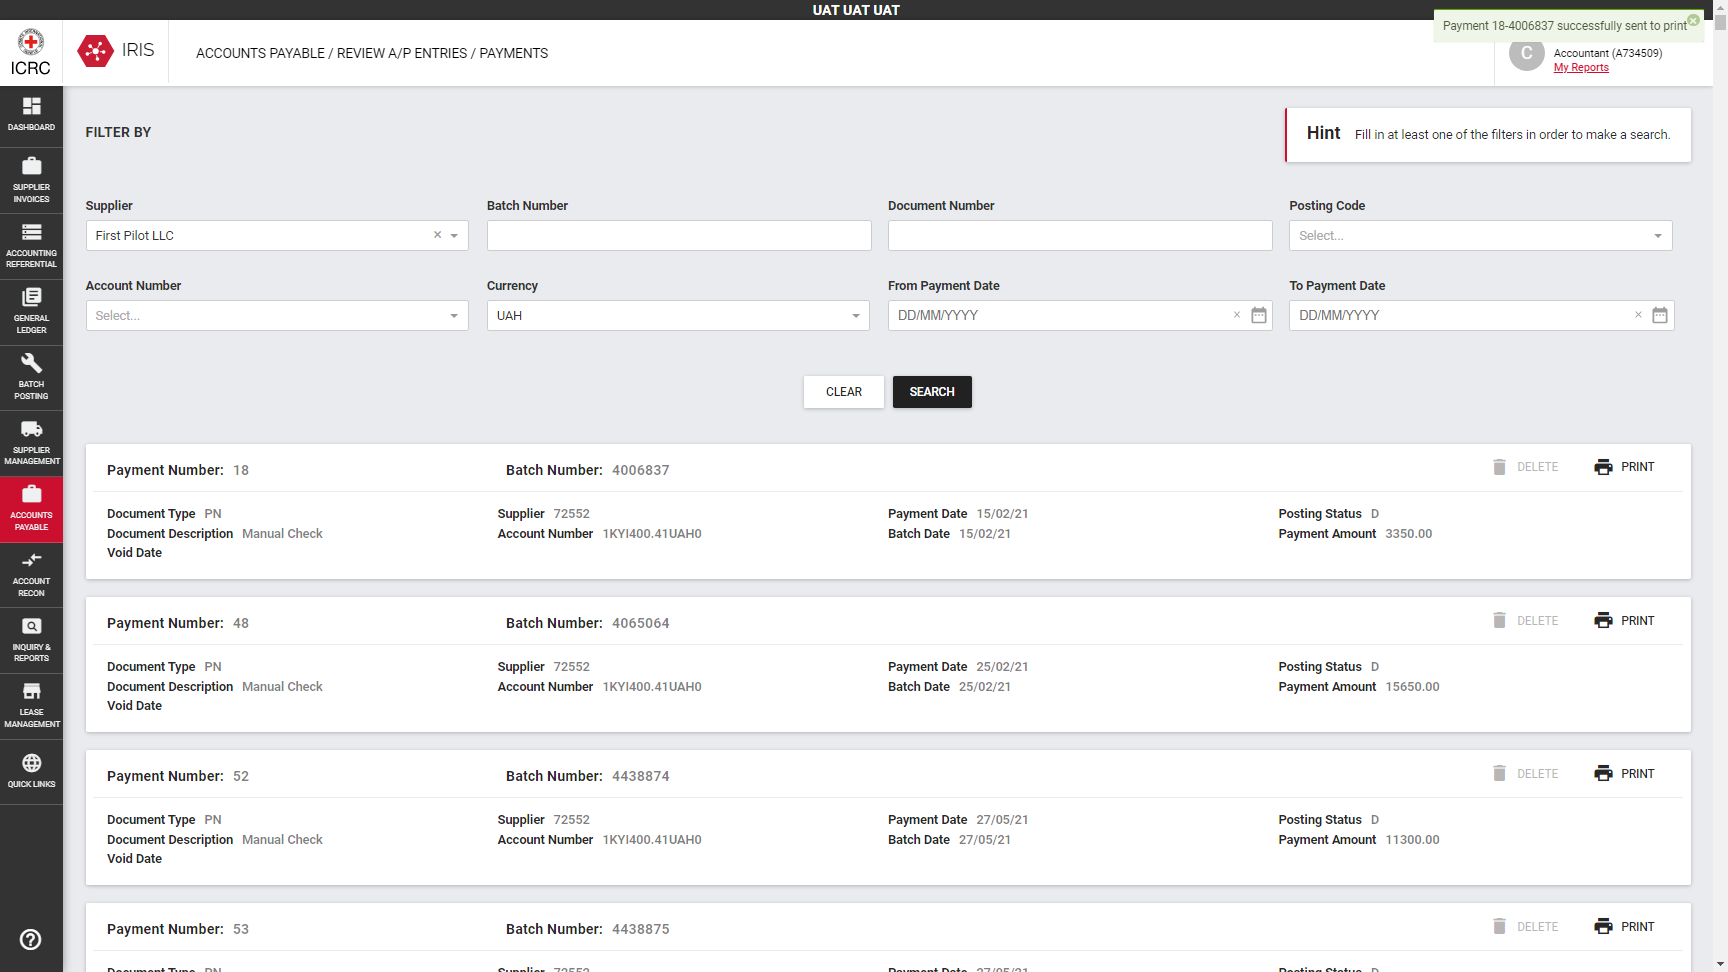 UAT UAT UAT
Payment 18-4006837 successfully sent to print
ICRC
IRIS
ACCOUNTS PAYABLE / REVIEW A/P ENTRIES / PAYMENTS
C
Accountant (A734509)
My Reports
DASHBOARD
SUPPLIER
INVOICES
ACCOUNTING
REFERENTIAL
GENERAL
LEDGER
BATCH
POSTING
SUPPLIER
MANAGEMENT
ACCOUNTS
PAYABLE
ACCOUNT
RECON
INQUIRY &
REPORTS
LEASE
MANAGEMENT
QUICK LINKS
FILTER BY
Hint Fill in at least one of the filters in order to make a search.
Supplier Batch Number Document Number Posting Code
First Pilot LLC Select...
Account Number Currency From Payment Date To Payment Date
Select... UAH DD/MM/YYYY DD/MM/YYYY
CLEAR SEARCH
Payment Number: 18 Batch Number: 4006837 DELETE PRINT
Document Type PN Supplier 72552 Payment Date 15/02/21 Posting Status D
Document Description Manual Check Account Number 1KYI400.41UAH0 Batch Date 15/02/21 Payment Amount 3350.00
Void Date
Payment Number: 48 Batch Number: 4065064 DELETE PRINT
Document Type PN Supplier 72552 Payment Date 25/02/21 Posting Status D
Document Description Manual Check Account Number 1KYI400.41UAH0 Batch Date 25/02/21 Payment Amount 15650.00
Void Date
Payment Number: 52 Batch Number: 4438874 DELETE PRINT
Document Type PN Supplier 72552 Payment Date 27/05/21 Posting Status D
Document Description Manual Check Account Number 1KYI400.41UAH0 Batch Date 27/05/21 Payment Amount 11300.00
Void Date
Payment Number: 53 Batch Number: 4438875 DELETE PRINT
Document Type PN Supplier 72552 Payment Date 27/05/21 Posting Status D